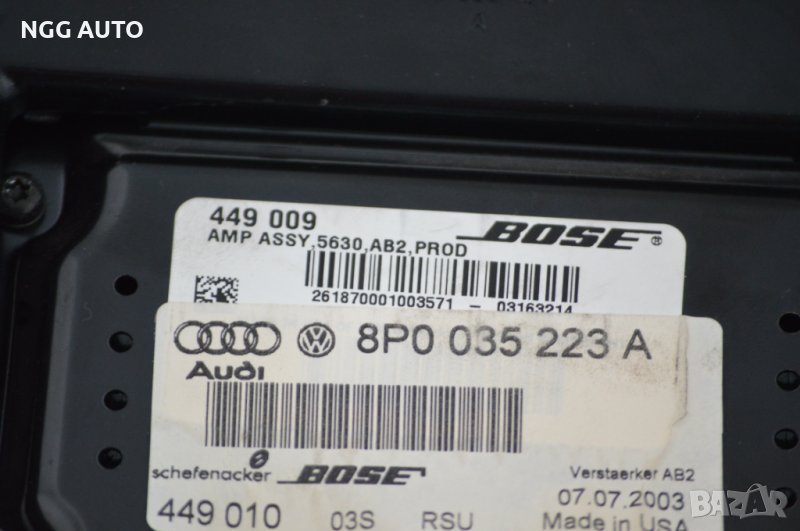 NGG AUTO
449 009
BOSE®
AMP ASSY,5630,AB2,PROD
261870001003571 - 03163214
8P0 035 223 A
Audi
schefenacker BOSE
Verstaerker AB2
449 010 03S RSU
07.07.2003
Made in USA
BAZAR